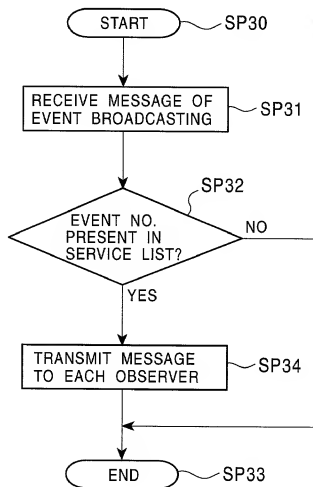 START
SP30
RECEIVE MESSAGE OF
EVENT BROADCASTING
SP31
SP32
EVENT NO.
PRESENT IN
SERVICE LIST?
NO
YES
TRANSMIT MESSAGE
TO EACH OBSERVER
SP34
END
SP33